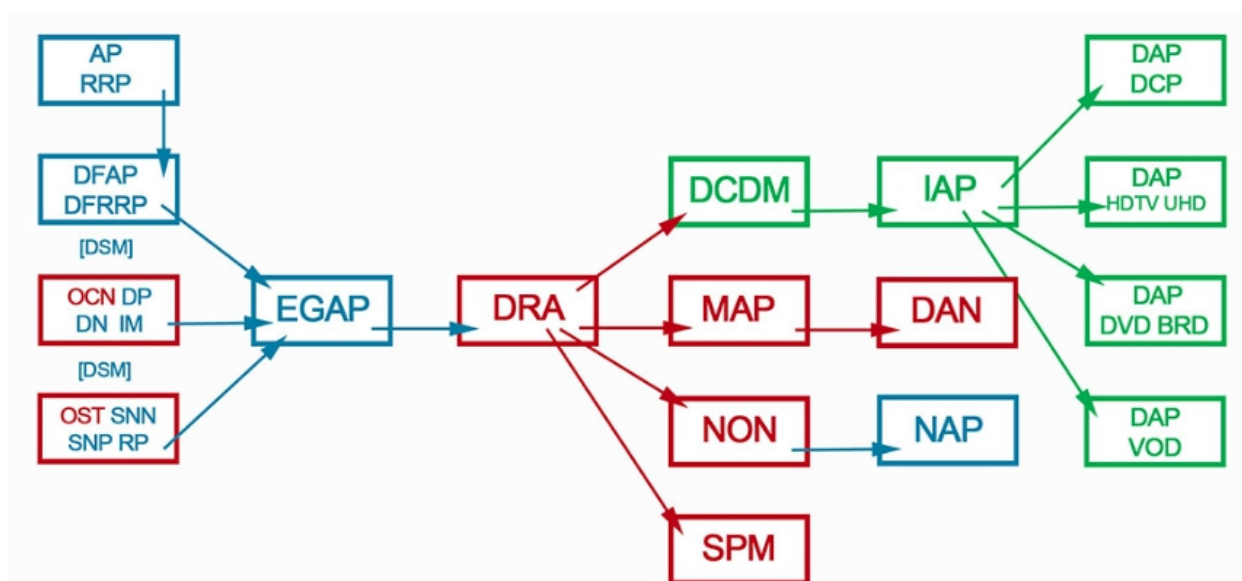 AP
RRP
DFAP
DFRRP
[DSM]
OCN DP
DN IM
[DSM]
OST SNN
SNP RP
EGAP
DRA
DCDM
MAP
NON
SPM
IAP
DAN
NAP
DAP
DCP
DAP
HDTV UHD
DAP
DVD BRD
DAP
VOD